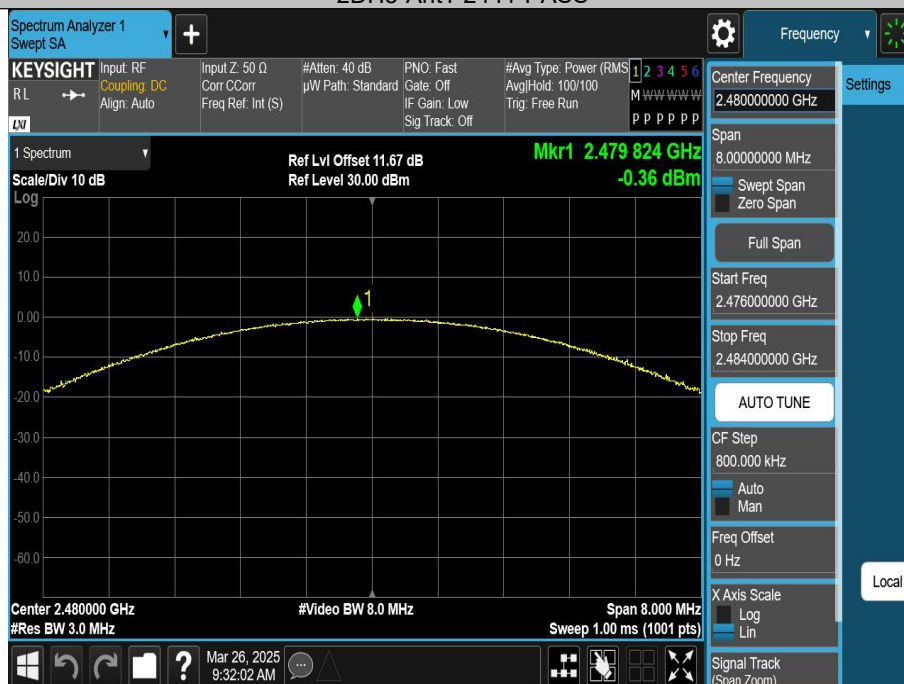 Spectrum Analyzer 1
Swept SA
+
Frequency
KEYSIGHT
RL
LXI
Input: RF
Coupling: DC
Align: Auto
Input Z: 50 Ω
Corr CCorr
Freq Ref: Int (S)
#Atten: 40 dB
µW Path: Standard
PNO: Fast
Gate: Off
IF Gain: Low
Sig Track: Off
#Avg Type: Power (RMS
Avg|Hold: 100/100
Trig: Free Run
1 2 3 4 5 6
M W W W W W
P P P P P P
Center Frequency
2.480000000 GHz
Settings
Span
8.00000000 MHz
Swept Span
Zero Span
Full Span
Start Freq
2.476000000 GHz
Stop Freq
2.484000000 GHz
AUTO TUNE
CF Step
800.000 kHz
Auto
Man
Freq Offset
0 Hz
X Axis Scale
Log
Lin
Signal Track
(Span Zoom)
Local
1 Spectrum
Scale/Div 10 dB
Log
Ref Lvl Offset 11.67 dB
Ref Level 30.00 dBm
Mkr1 2.479 824 GHz
-0.36 dBm
20.0
10.0
0.00
-10.0
-20.0
-30.0
-40.0
-50.0
-60.0
1
Center 2.480000 GHz
#Res BW 3.0 MHz
#Video BW 8.0 MHz
Span 8.000 MHz
Sweep 1.00 ms (1001 pts)
?
Mar 26, 2025
9:32:02 AM